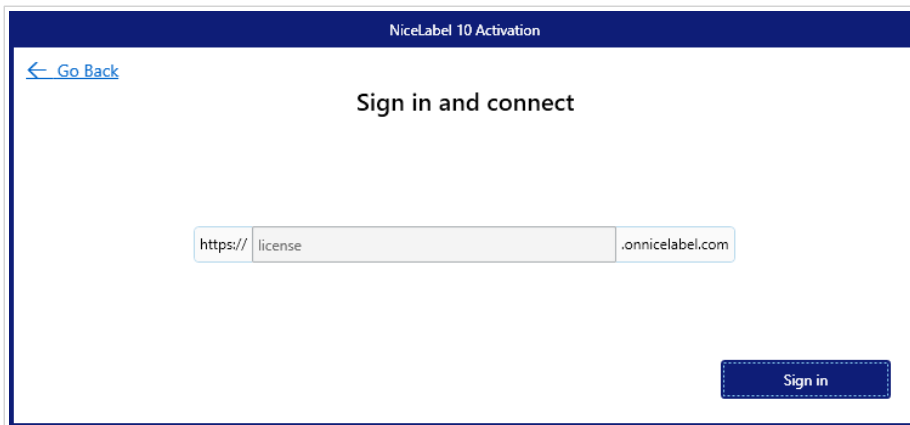 NiceLabel 10 Activation
← Go Back
Sign in and connect
https:// license .onnicelabel.com
Sign in